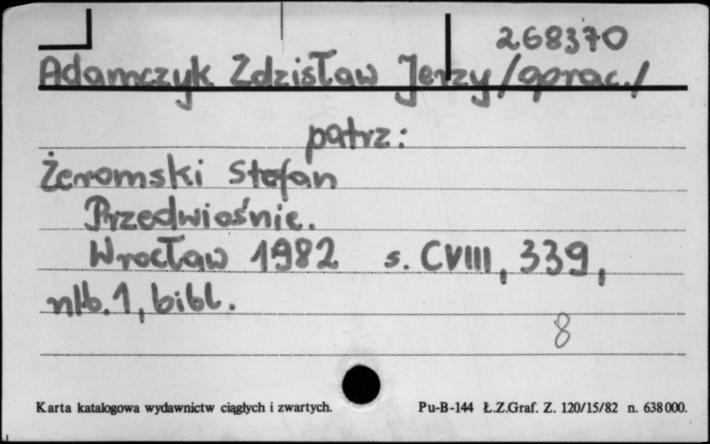 268370
Adamczyk Zdzisław Jerzy /oprac./
patrz:
Żeromski Stefan
Przedwiośnie.
Wrocław 1982 s. CVIII, 339,
nlb. 1, bibl.
8
Karta katalogowa wydawnictw ciągłych i zwartych. Pu-B-144 Ł.Z.Graf. Z. 120/15/82 n. 638 000.